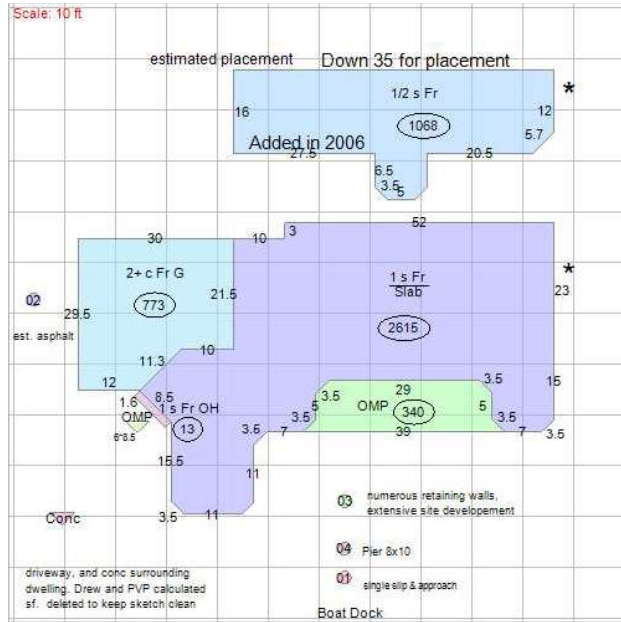 Scale: 10 ft
estimated placement
Down 35 for placement
1/2 s Fr
*
16
12
1068
5.7
Added in 2006
27.5
20.5
6.5
3.5
5
52
3
30
10
2+ c Fr G
1 s Fr
Slab
*
23
02
773
21.5
29.5
2615
est. asphalt
10
11.3
12
3.5
29
3.5
15
1.6
8.5
3.5
OMP
1 s Fr OH
5
OMP
340
5
13
3.5
3.5
3.5
6*8.5
7
39
7
3.5
15.5
11
3.5
11
Conc
03
numerous retaining walls,
extensive site developement
04
Pier 8x10
driveway, and conc surrounding
dwelling. Drew and PVP calculated
sf. deleted to keep sketch clean
01
single slip & approach
Boat Dock